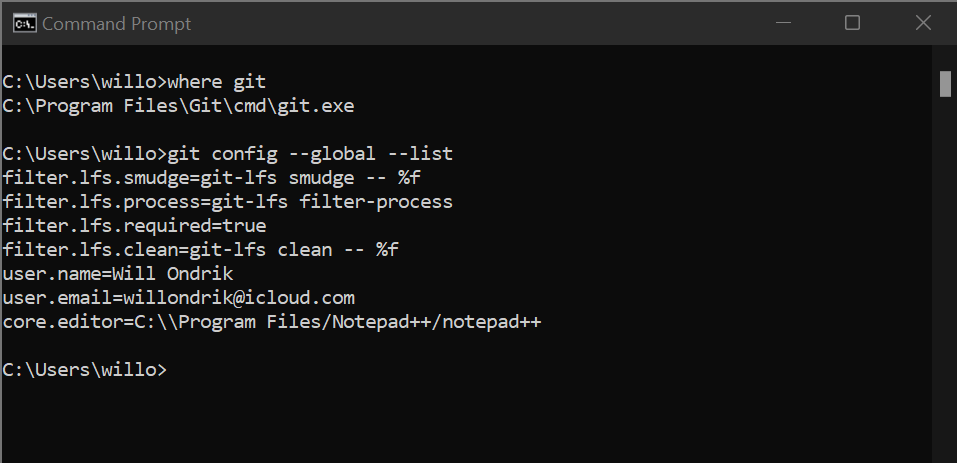 Command Prompt
C:\Users\willo>where git
C:\Program Files\Git\cmd\git.exe
C:\Users\willo>git config --global --list
filter.lfs.smudge=git-lfs smudge -- %f
filter.lfs.process=git-lfs filter-process
filter.lfs.required=true
filter.lfs.clean=git-lfs clean -- %f
user.name=Will Ondrik
user.email=willondrik@icloud.com
core.editor=C:\\Program Files/Notepad++/notepad++
C:\Users\willo>